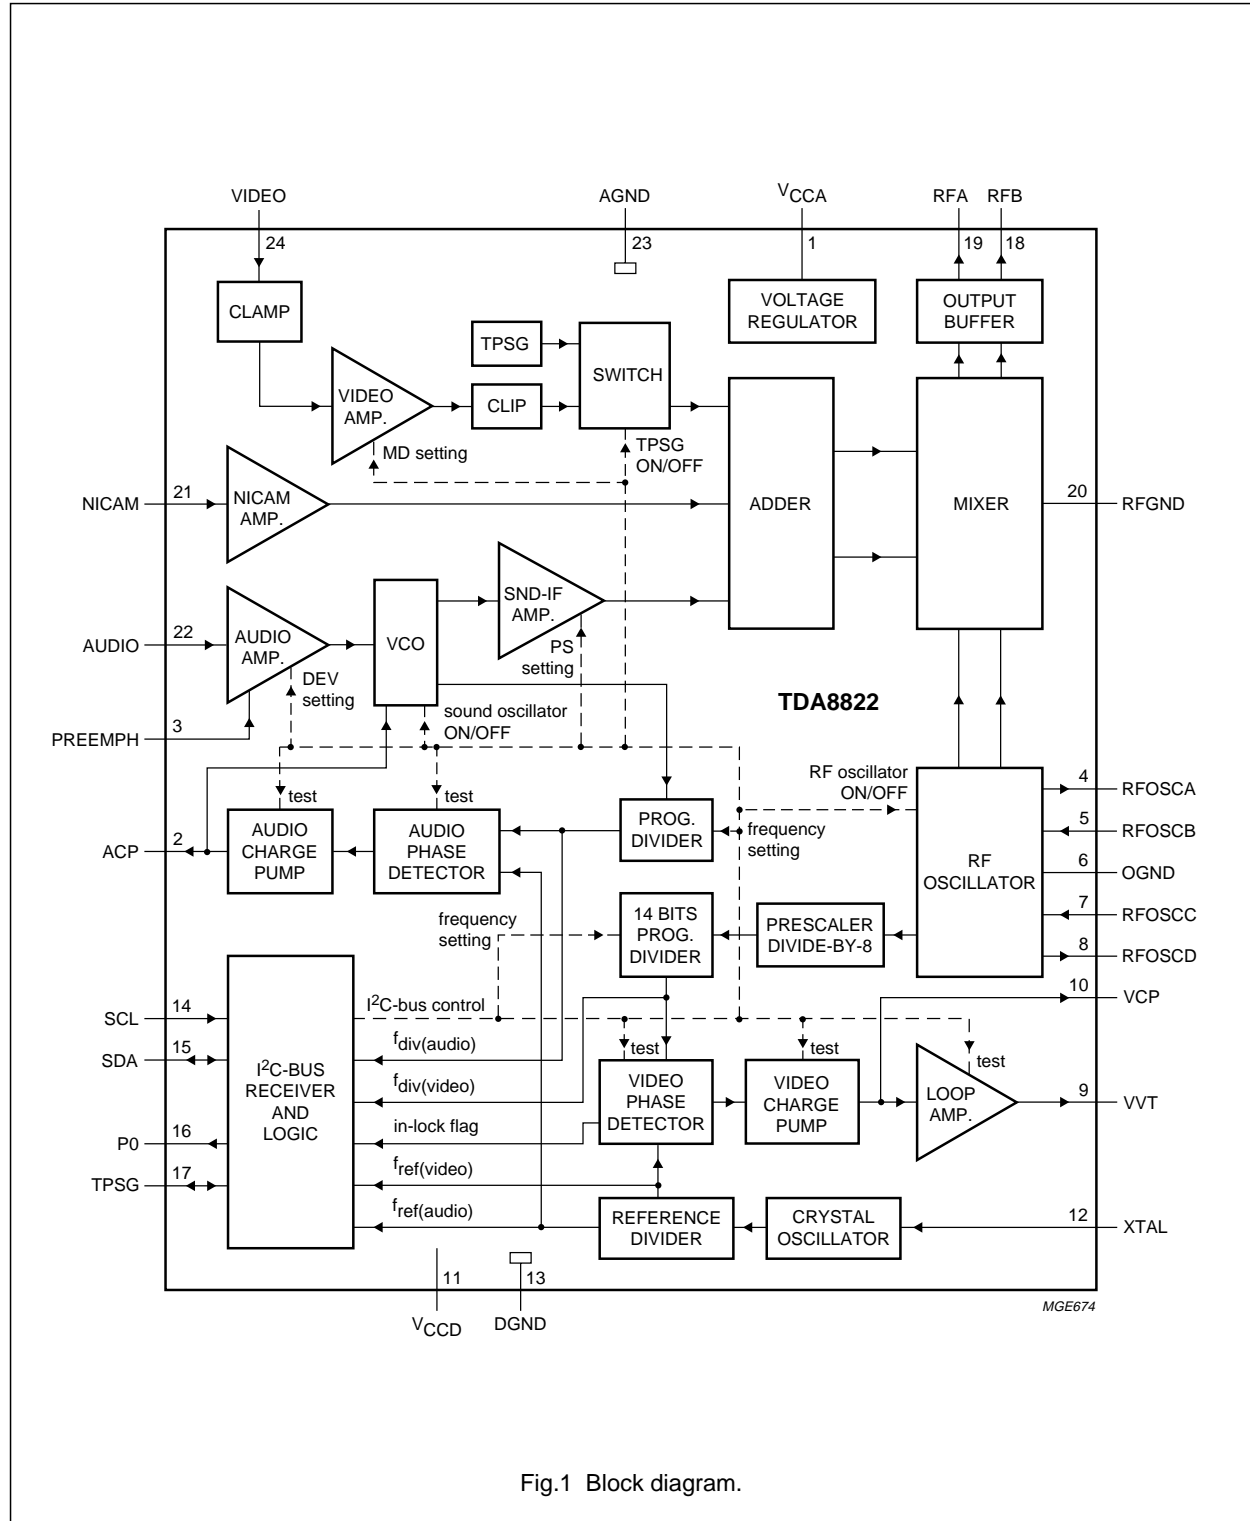 VIDEO
AGND
VCCA
RFA
RFB
24
23
1
19
18
CLAMP
VOLTAGE
REGULATOR
OUTPUT
BUFFER
TPSG
SWITCH
VIDEO
AMP.
CLIP
MD setting
TPSG
ON/OFF
NICAM
21
NICAM
AMP.
ADDER
MIXER
20
RFGND
SND-IF
AMP.
AUDIO
22
AUDIO
AMP.
VCO
PS
setting
DEV
setting
TDA8822
3
PREEMPH
sound oscillator
ON/OFF
RF oscillator
ON/OFF
4
RFOSCA
test
test
5
RFOSCB
ACP
2
AUDIO
CHARGE
PUMP
AUDIO
PHASE
DETECTOR
PROG.
DIVIDER
frequency
setting
RF
OSCILLATOR
6
OGND
7
RFOSCC
frequency
setting
14 BITS
PROG.
DIVIDER
PRESCALER
DIVIDE-BY-8
8
RFOSCD
10
VCP
SCL
14
I2C-bus control
SDA
15
fdiv(audio)
test
test
test
I2C-BUS
RECEIVER
AND
LOGIC
fdiv(video)
VIDEO
PHASE
DETECTOR
VIDEO
CHARGE
PUMP
LOOP
AMP.
9
VVT
P0
16
in-lock flag
TPSG
17
fref(video)
fref(audio)
REFERENCE
DIVIDER
CRYSTAL
OSCILLATOR
12
XTAL
11
13
VCCD
DGND
MGE674
Fig.1 Block diagram.